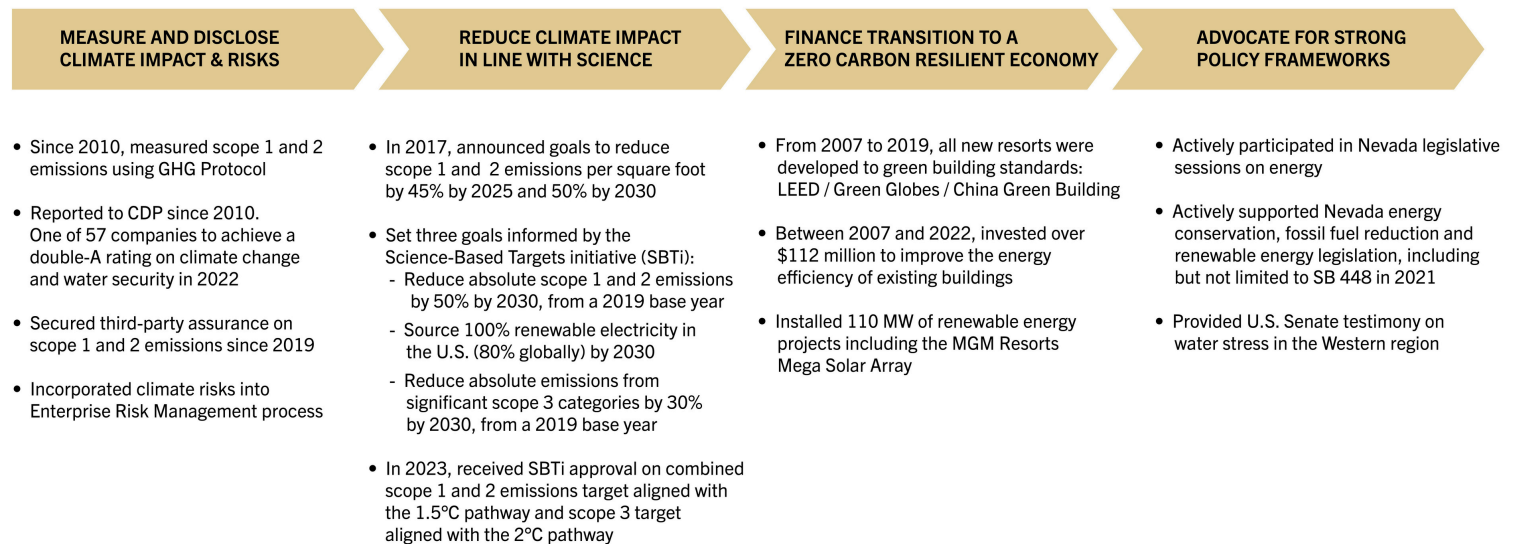 MEASURE AND DISCLOSE
CLIMATE IMPACT & RISKS
• Since 2010, measured scope 1 and 2
emissions using GHG Protocol
• Reported to CDP since 2010.
One of 57 companies to achieve a
double-A rating on climate change
and water security in 2022
• Secured third-party assurance on
scope 1 and 2 emissions since 2019
• Incorporated climate risks into
Enterprise Risk Management process
REDUCE CLIMATE IMPACT
IN LINE WITH SCIENCE
• In 2017, announced goals to reduce
scope 1 and 2 emissions per square foot
by 45% by 2025 and 50% by 2030
• Set three goals informed by the
Science-Based Targets initiative (SBTi):
- Reduce absolute scope 1 and 2 emissions
by 50% by 2030, from a 2019 base year
- Source 100% renewable electricity in
the U.S. (80% globally) by 2030
- Reduce absolute emissions from
significant scope 3 categories by 30%
by 2030, from a 2019 base year
• In 2023, received SBTi approval on combined
scope 1 and 2 emissions target aligned with
the 1.5°C pathway and scope 3 target
aligned with the 2°C pathway
FINANCE TRANSITION TO A
ZERO CARBON RESILIENT ECONOMY
• From 2007 to 2019, all new resorts were
developed to green building standards:
LEED / Green Globes / China Green Building
• Between 2007 and 2022, invested over
$112 million to improve the energy
efficiency of existing buildings
• Installed 110 MW of renewable energy
projects including the MGM Resorts
Mega Solar Array
ADVOCATE FOR STRONG
POLICY FRAMEWORKS
• Actively participated in Nevada legislative
sessions on energy
• Actively supported Nevada energy
conservation, fossil fuel reduction and
renewable energy legislation, including
but not limited to SB 448 in 2021
• Provided U.S. Senate testimony on
water stress in the Western region